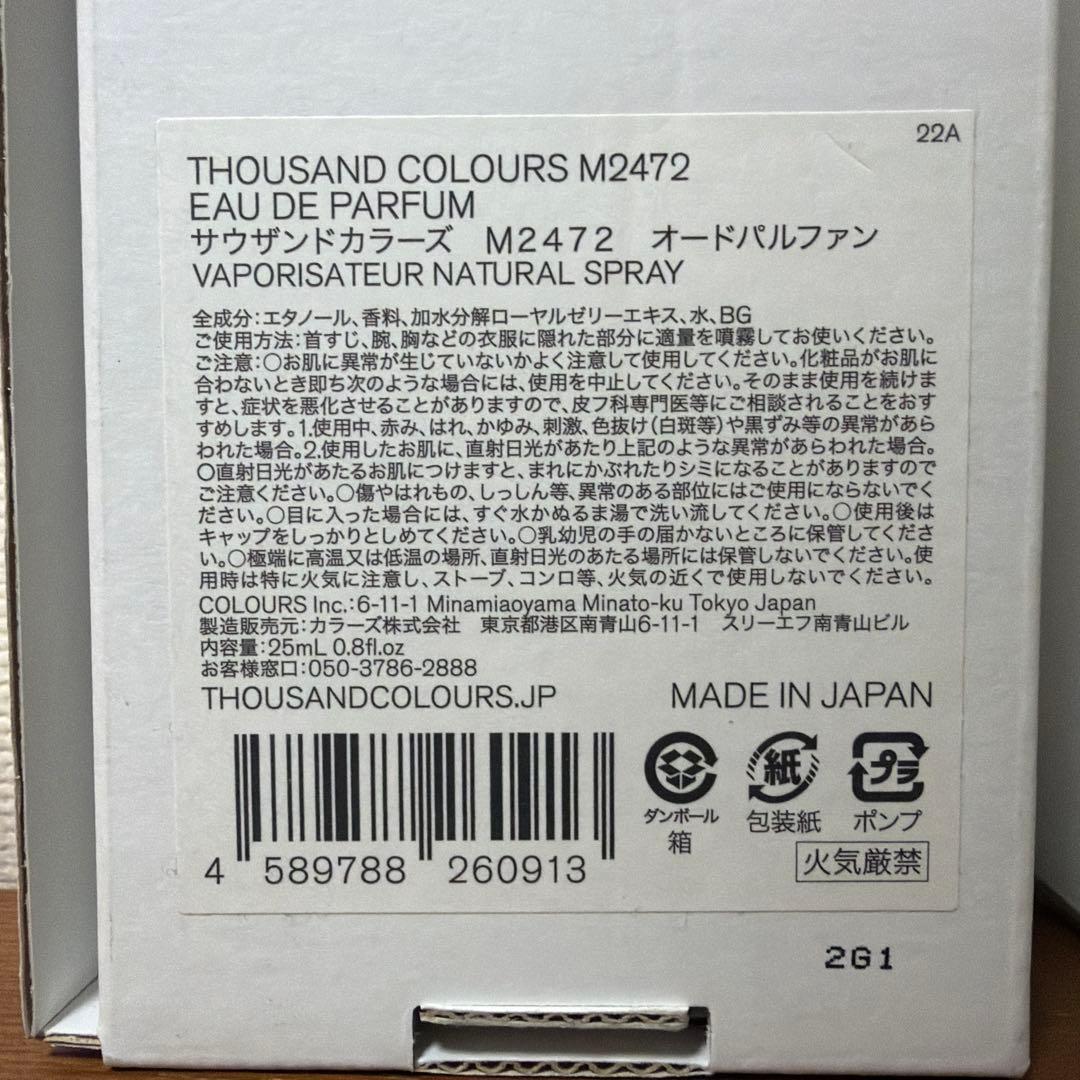 22A
THOUSAND COLOURS M2472
EAU DE PARFUM
サウザンドカラーズ　M2472　オードパルファン
VAPORISATEUR NATURAL SPRAY
全成分:エタノール、香料、加水分解ローヤルゼリーエキス、水、BG
ご使用方法:首すじ、腕、胸などの衣服に隠れた部分に適量を噴霧してお使いください。
ご注意:○お肌に異常が生じていないかよく注意して使用してください。化粧品がお肌に
合わないとき即ち次のような場合には、使用を中止してください。そのまま使用を続けま
すと、症状を悪化させることがありますので、皮フ科専門医等にご相談されることをおす
すめします。1.使用中、赤み、はれ、かゆみ、刺激、色抜け(白斑等)や黒ずみ等の異常があら
われた場合。2.使用したお肌に、直射日光があたり上記のような異常があらわれた場合。
○直射日光があたるお肌につけますと、まれにかぶれたりシミになることがありますので
ご注意ください。○傷やはれもの、しっしん等、異常のある部位にはご使用にならないでく
ださい。○目に入った場合には、すぐ水かぬるま湯で洗い流してください。○使用後は
キャップをしっかりとしめてください。○乳幼児の手の届かないところに保管してくださ
い。○極端に高温又は低温の場所、直射日光のあたる場所には保管しないでください。使
用時は特に火気に注意し、ストーブ、コンロ等、火気の近くで使用しないでください。
COLOURS Inc.:6-11-1 Minamiaoyama Minato-ku Tokyo Japan
製造販売元:カラーズ株式会社　東京都港区南青山6-11-1　スリーエフ南青山ビル
内容量:25mL 0.8fl.oz
お客様窓口:050-3786-2888
THOUSANDCOLOURS.JP　MADE IN JAPAN
紙　プラ
ダンボール　包装紙　ポンプ
箱
火気厳禁
4 589788 260913
2G1